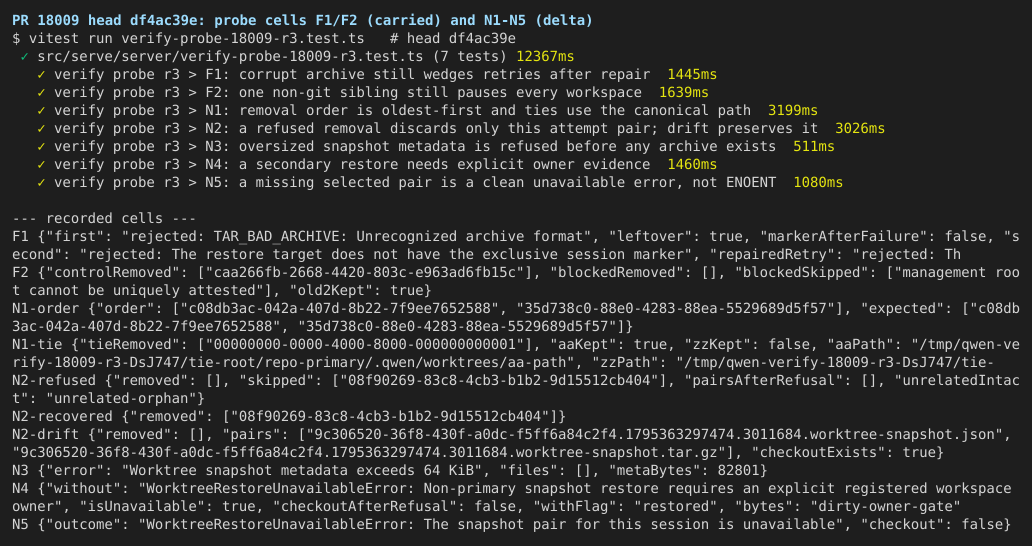 PR 18009 head df4ac39e: probe cells F1/F2 (carried) and N1-N5 (delta)
$ vitest run verify-probe-18009-r3.test.ts   # head df4ac39e
✓ src/serve/server/verify-probe-18009-r3.test.ts (7 tests) 12367ms
✓ verify probe r3 > F1: corrupt archive still wedges retries after repair  1445ms
✓ verify probe r3 > F2: one non-git sibling still pauses every workspace  1639ms
✓ verify probe r3 > N1: removal order is oldest-first and ties use the canonical path  3199ms
✓ verify probe r3 > N2: a refused removal discards only this attempt pair; drift preserves it  3026ms
✓ verify probe r3 > N3: oversized snapshot metadata is refused before any archive exists  511ms
✓ verify probe r3 > N4: a secondary restore needs explicit owner evidence  1460ms
✓ verify probe r3 > N5: a missing selected pair is a clean unavailable error, not ENOENT  1080ms
--- recorded cells ---
F1 {"first": "rejected: TAR_BAD_ARCHIVE: Unrecognized archive format", "leftover": true, "markerAfterFailure": false, "s
econd": "rejected: The restore target does not have the exclusive session marker", "repairedRetry": "rejected: Th
F2 {"controlRemoved": ["caa266fb-2668-4420-803c-e963ad6fb15c"], "blockedRemoved": [], "blockedSkipped": ["management roo
t cannot be uniquely attested"], "old2Kept": true}
N1-order {"order": ["c08db3ac-042a-407d-8b22-7f9ee7652588", "35d738c0-88e0-4283-88ea-5529689d5f57"], "expected": ["c08db
3ac-042a-407d-8b22-7f9ee7652588", "35d738c0-88e0-4283-88ea-5529689d5f57"]}
N1-tie {"tieRemoved": ["00000000-0000-4000-8000-000000000001"], "aaKept": true, "zzKept": false, "aaPath": "/tmp/qwen-ve
rify-18009-r3-DsJ747/tie-root/repo-primary/.qwen/worktrees/aa-path", "zzPath": "/tmp/qwen-verify-18009-r3-DsJ747/tie-
N2-refused {"removed": [], "skipped": ["08f90269-83c8-4cb3-b1b2-9d15512cb404"], "pairsAfterRefusal": [], "unrelatedIntac
t": "unrelated-orphan"}
N2-recovered {"removed": ["08f90269-83c8-4cb3-b1b2-9d15512cb404"]}
N2-drift {"removed": [], "pairs": ["9c306520-36f8-430f-a0dc-f5ff6a84c2f4.1795363297474.3011684.worktree-snapshot.json",
"9c306520-36f8-430f-a0dc-f5ff6a84c2f4.1795363297474.3011684.worktree-snapshot.tar.gz"], "checkoutExists": true}
N3 {"error": "Worktree snapshot metadata exceeds 64 KiB", "files": [], "metaBytes": 82801}
N4 {"without": "WorktreeRestoreUnavailableError: Non-primary snapshot restore requires an explicit registered workspace
owner", "isUnavailable": true, "checkoutAfterRefusal": false, "withFlag": "restored", "bytes": "dirty-owner-gate"
N5 {"outcome": "WorktreeRestoreUnavailableError: The snapshot pair for this session is unavailable", "checkout": false}